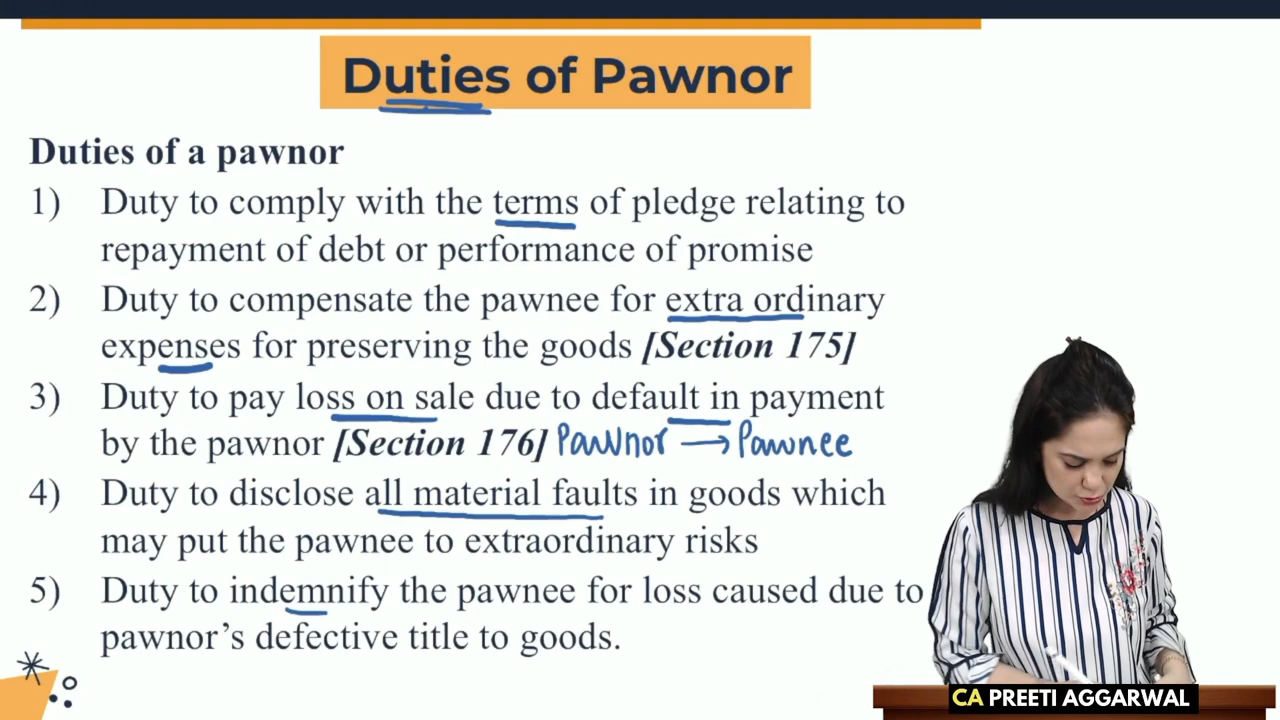 Duties of Pawnor
Duties of a pawnor
1) Duty to comply with the terms of pledge relating to
repayment of debt or performance of promise
2) Duty to compensate the pawnee for extra ordinary
expenses for preserving the goods [Section 175]
3) Duty to pay loss on sale due to default in payment
by the pawnor [Section 176] Pawnor → Pawnee
4) Duty to disclose all material faults in goods which
may put the pawnee to extraordinary risks
5) Duty to indemnify the pawnee for loss caused due to
pawnor’s defective title to goods.
CA PREETI AGGARWAL